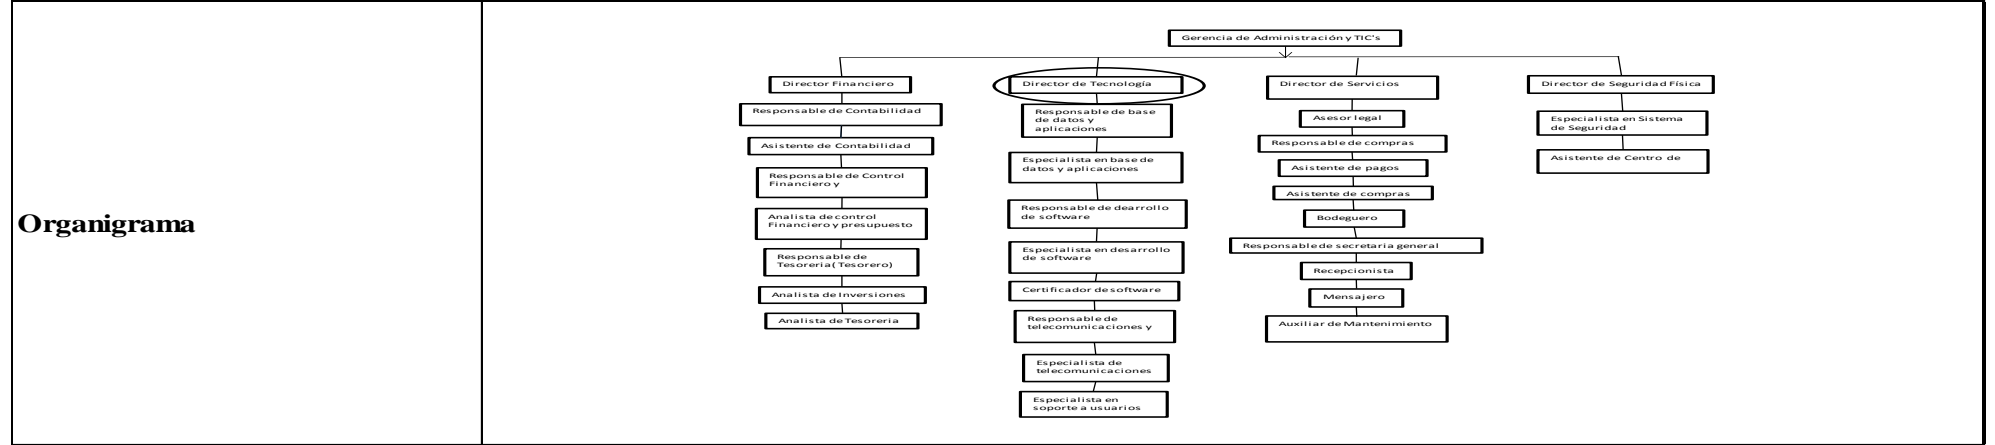 Organigrama
Gerencia de Administración y TIC's
Director Financiero
Responsable de Contabilidad
Asistente de Contabilidad
Responsable de Control
Financiero y
Analista de control
Financiero y presupuesto
Responsable de
Tesoreria( Tesorero)
Analista de Inversiones
Analista de Tesoreria
Director de Tecnología
Responsable de base
de datos y
aplicaciones
Especialista en base de
datos y aplicaciones
Responsable de dearrollo
de software
Especialista en desarrollo
de software
Certificador de software
Responsable de
telecomunicaciones y
Especialista de
telecomunicaciones
Especialista en
soporte a usuarios
Director de Servicios
Asesor legal
Responsable de compras
Asistente de pagos
Asistente de compras
Bodeguero
Responsable de secretaria general
Recepcionista
Mensajero
Auxiliar de Mantenimiento
Director de Seguridad Física
Especialista en Sistema
de Seguridad
Asistente de Centro de